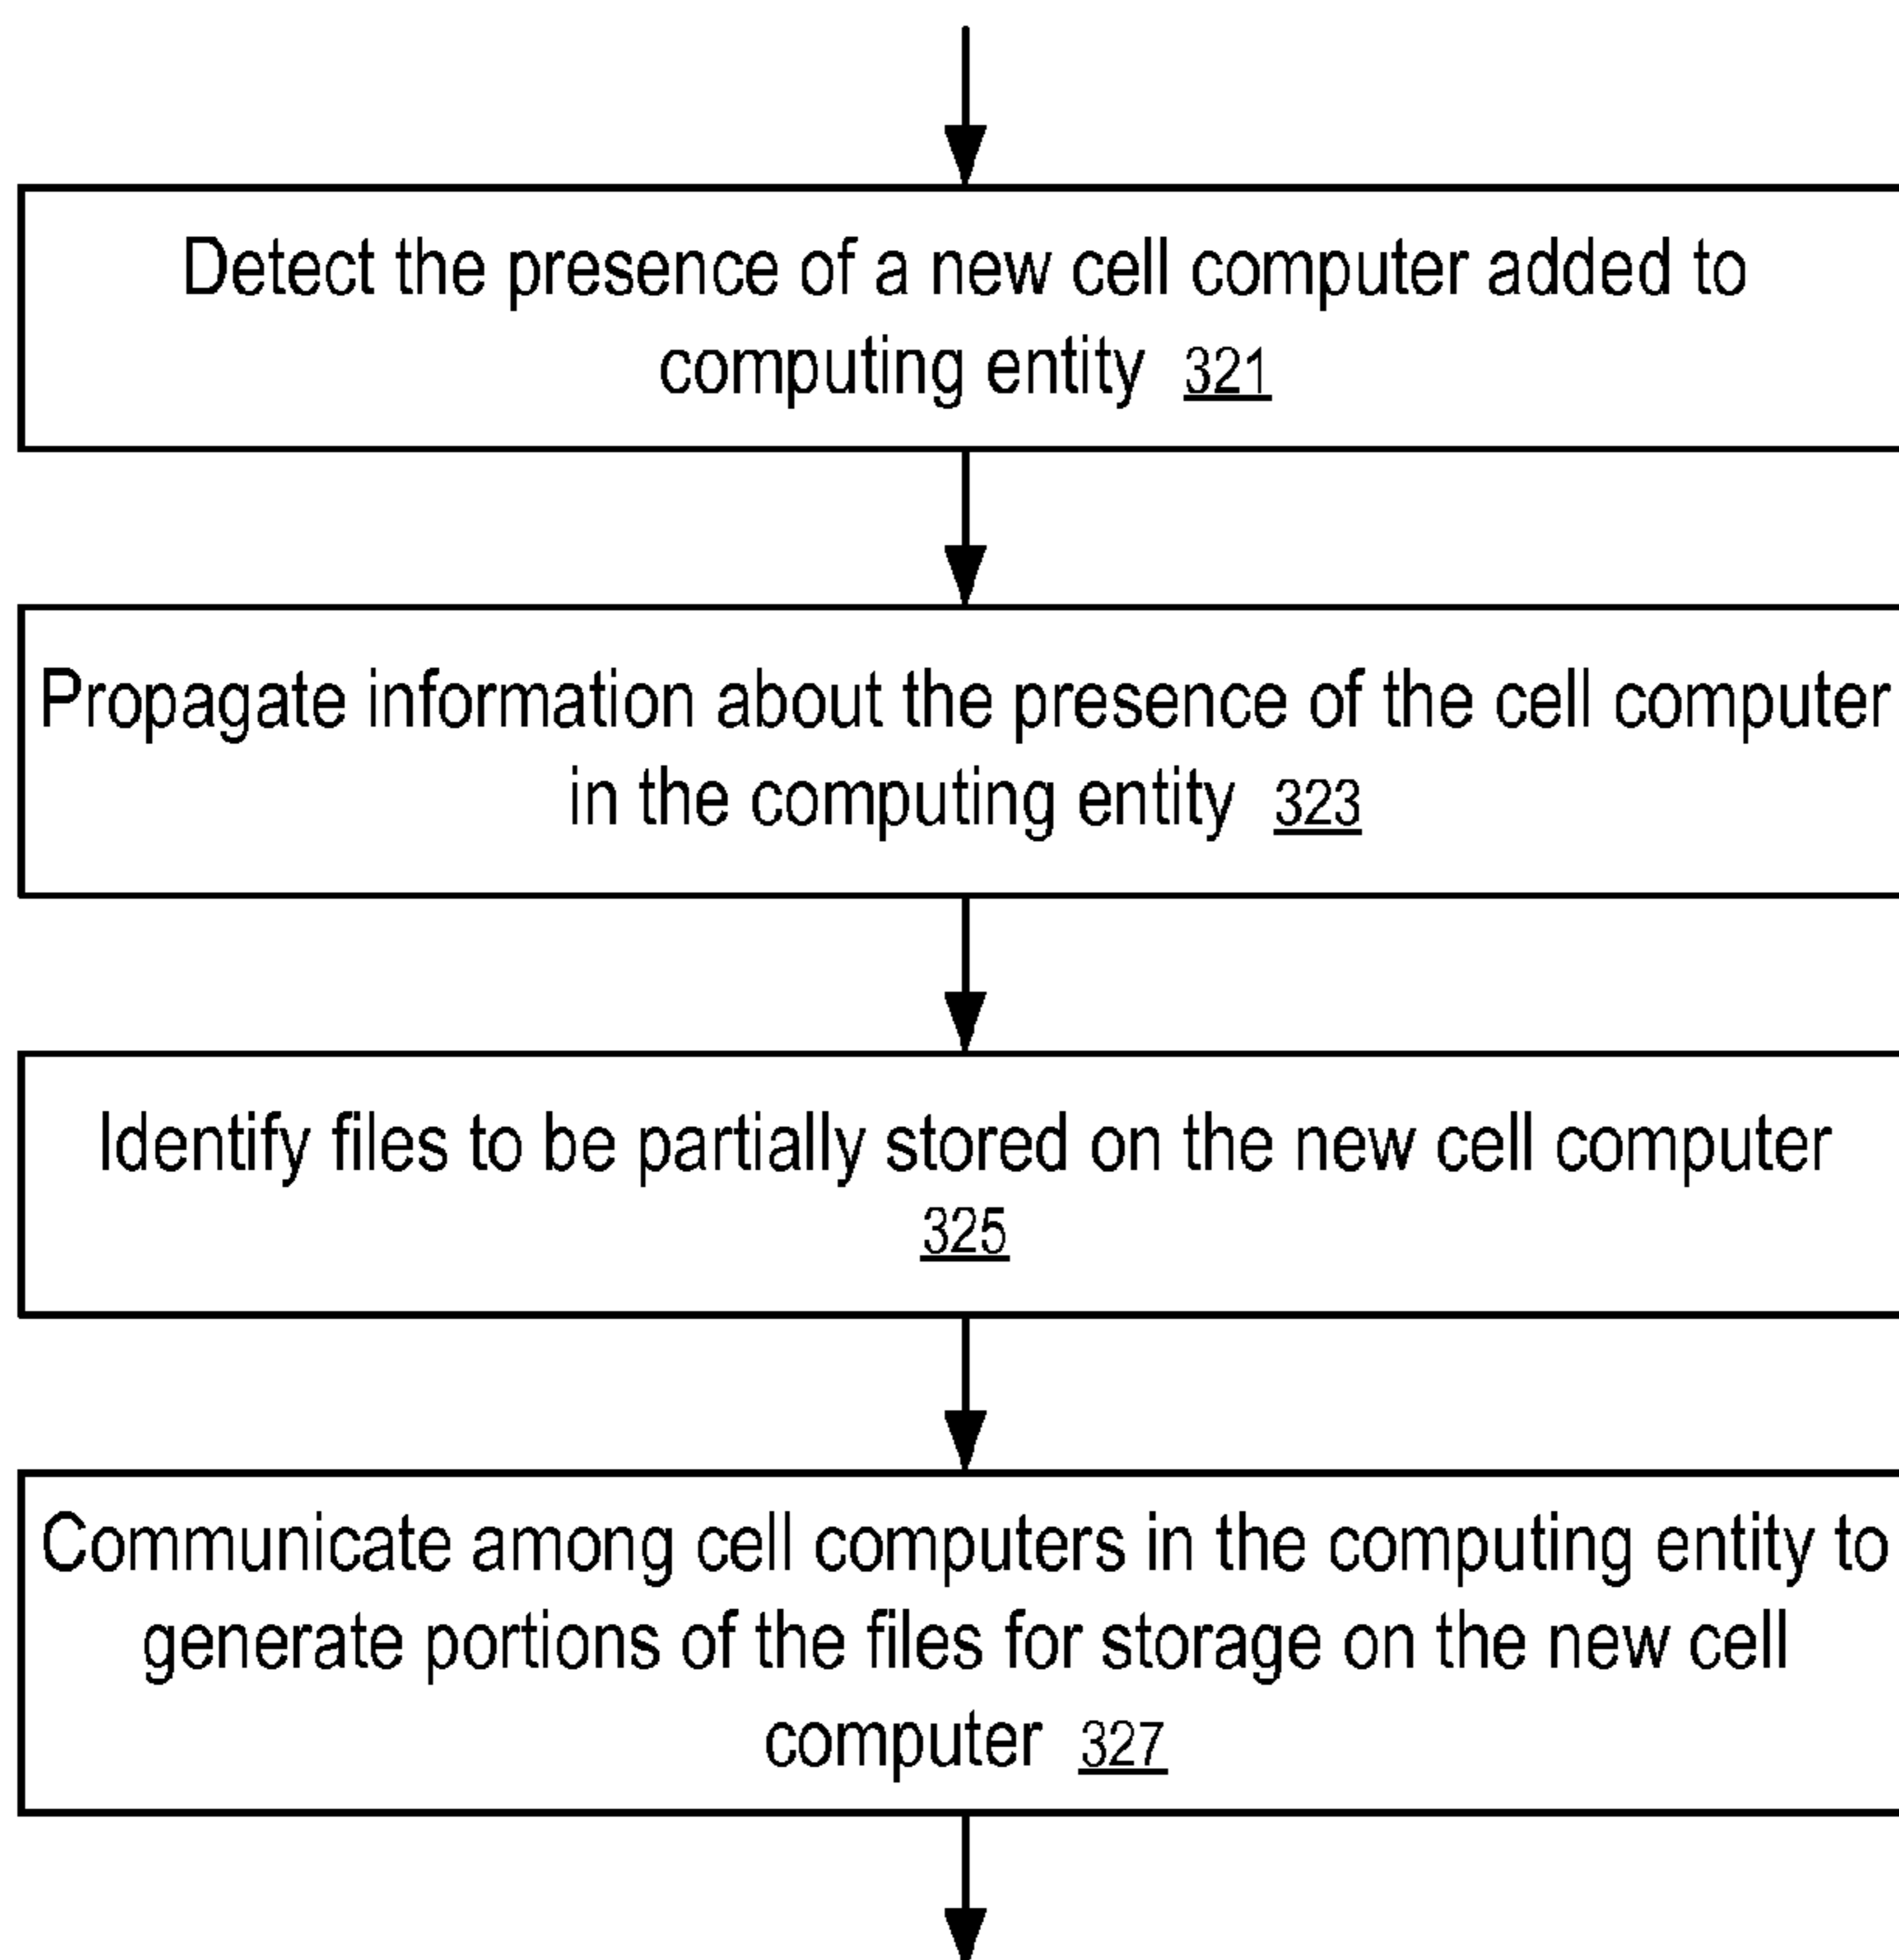 Detect the presence of a new cell computer added to
computing entity 321
Propagate information about the presence of the cell computer
in the computing entity 323
Identify files to be partially stored on the new cell computer
325
Communicate among cell computers in the computing entity to
generate portions of the files for storage on the new cell
computer 327